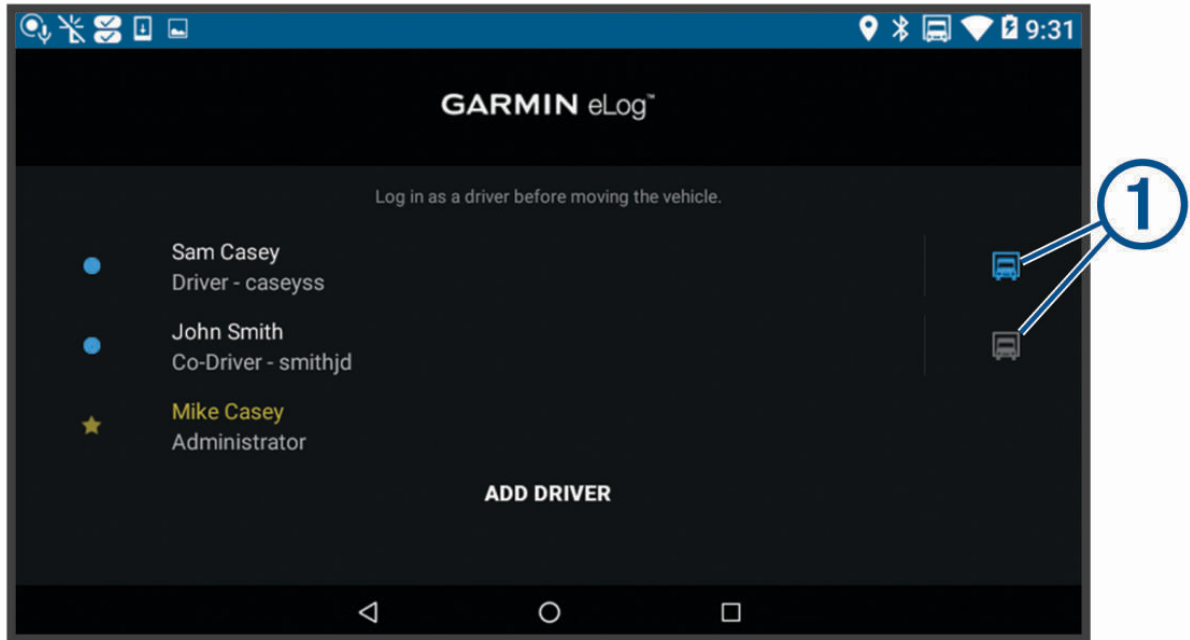 9:31
GARMIN eLog™
Log in as a driver before moving the vehicle.
Sam Casey
Driver - caseyss
1
John Smith
Co-Driver - smithjd
Mike Casey
Administrator
ADD DRIVER